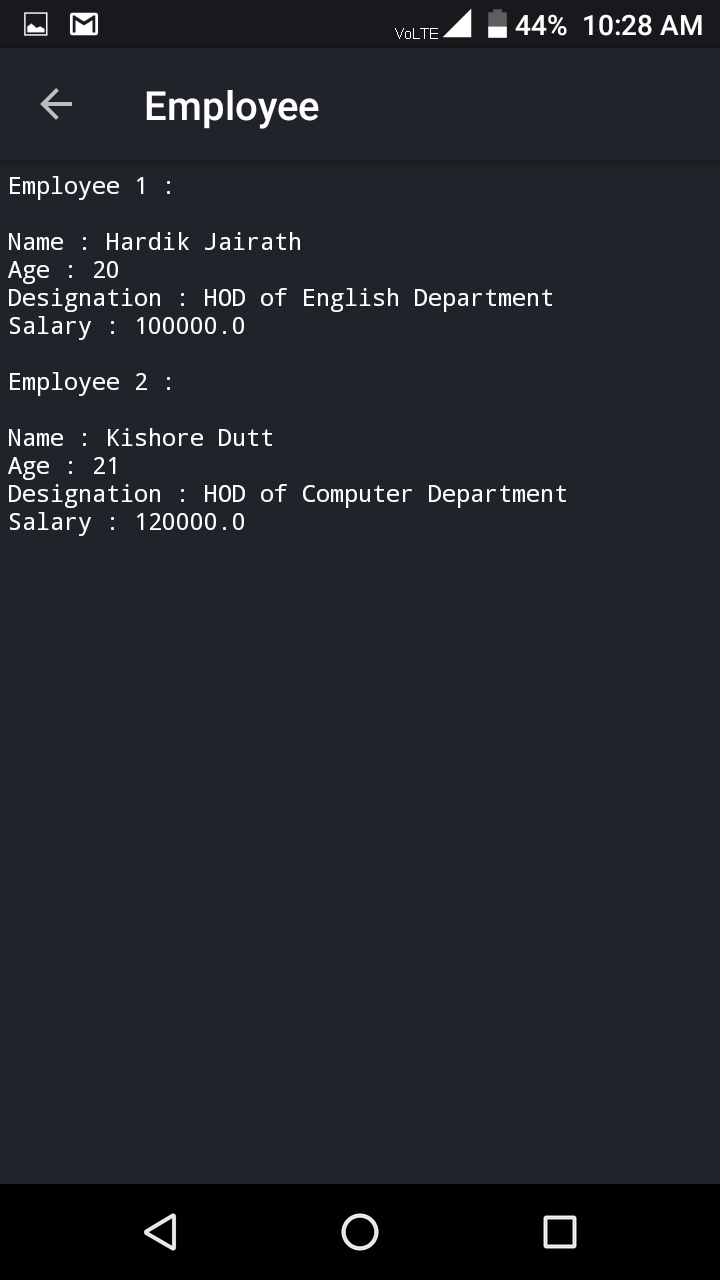 VoLTE 44% 10:28 AM
Employee
Employee 1 :
Name : Hardik Jairath
Age : 20
Designation : HOD of English Department
Salary : 100000.0
Employee 2 :
Name : Kishore Dutt
Age : 21
Designation : HOD of Computer Department
Salary : 120000.0